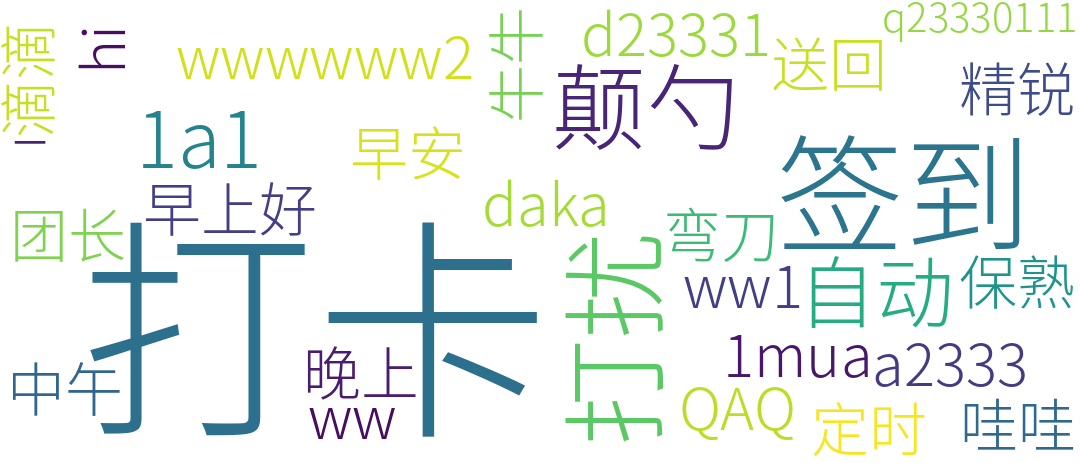 滴滴
hi
wwwwww2
牛牛
d23331
q23330111
送回
颠勺
精锐
1a1
早安
签到
早上好
daka
团长
打扰
弯刀
打卡
ww1
自动
保熟
中午
晚上
1mua
a2333
ww
QAQ
定时
哇哇